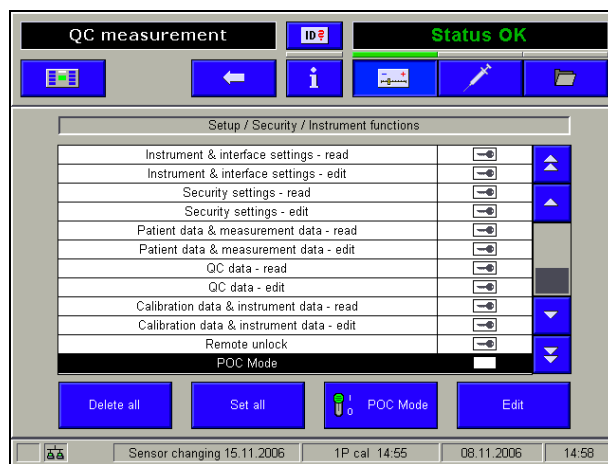 QC measurement ID? Status OK
i - +
Setup / Security / Instrument functions
Instrument & interface settings - read
Instrument & interface settings - edit
Security settings - read
Security settings - edit
Patient data & measurement data - read
Patient data & measurement data - edit
QC data - read
QC data - edit
Calibration data & instrument data - read
Calibration data & instrument data - edit
Remote unlock
POC Mode
Delete all Set all I 0 POC Mode Edit
Sensor changing 15.11.2006 1P cal 14:55 08.11.2006 14:58